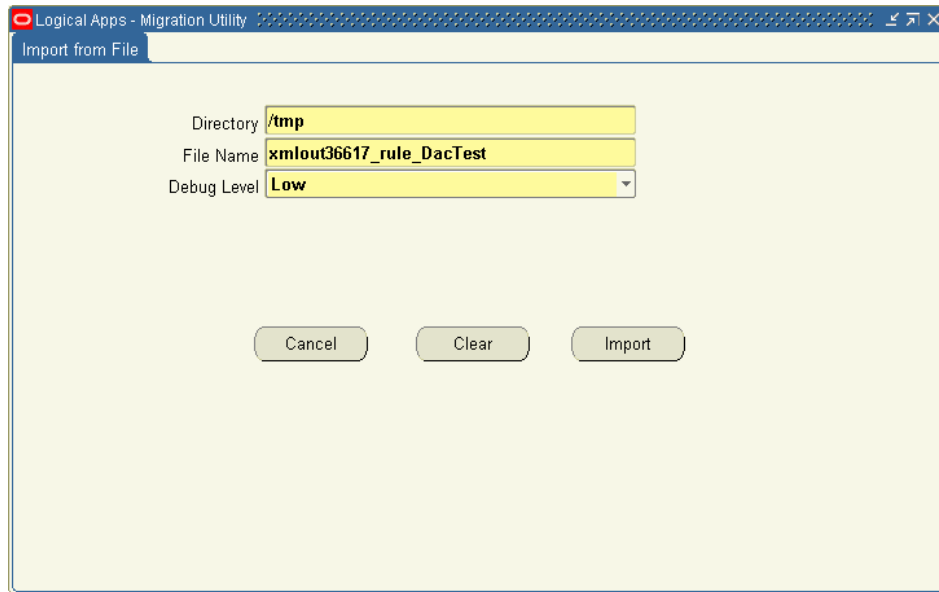 Logical Apps - Migration Utility
Import from File
Directory /tmp
File Name xmlout36617_rule_DacTest
Debug Level Low
Cancel Clear Import